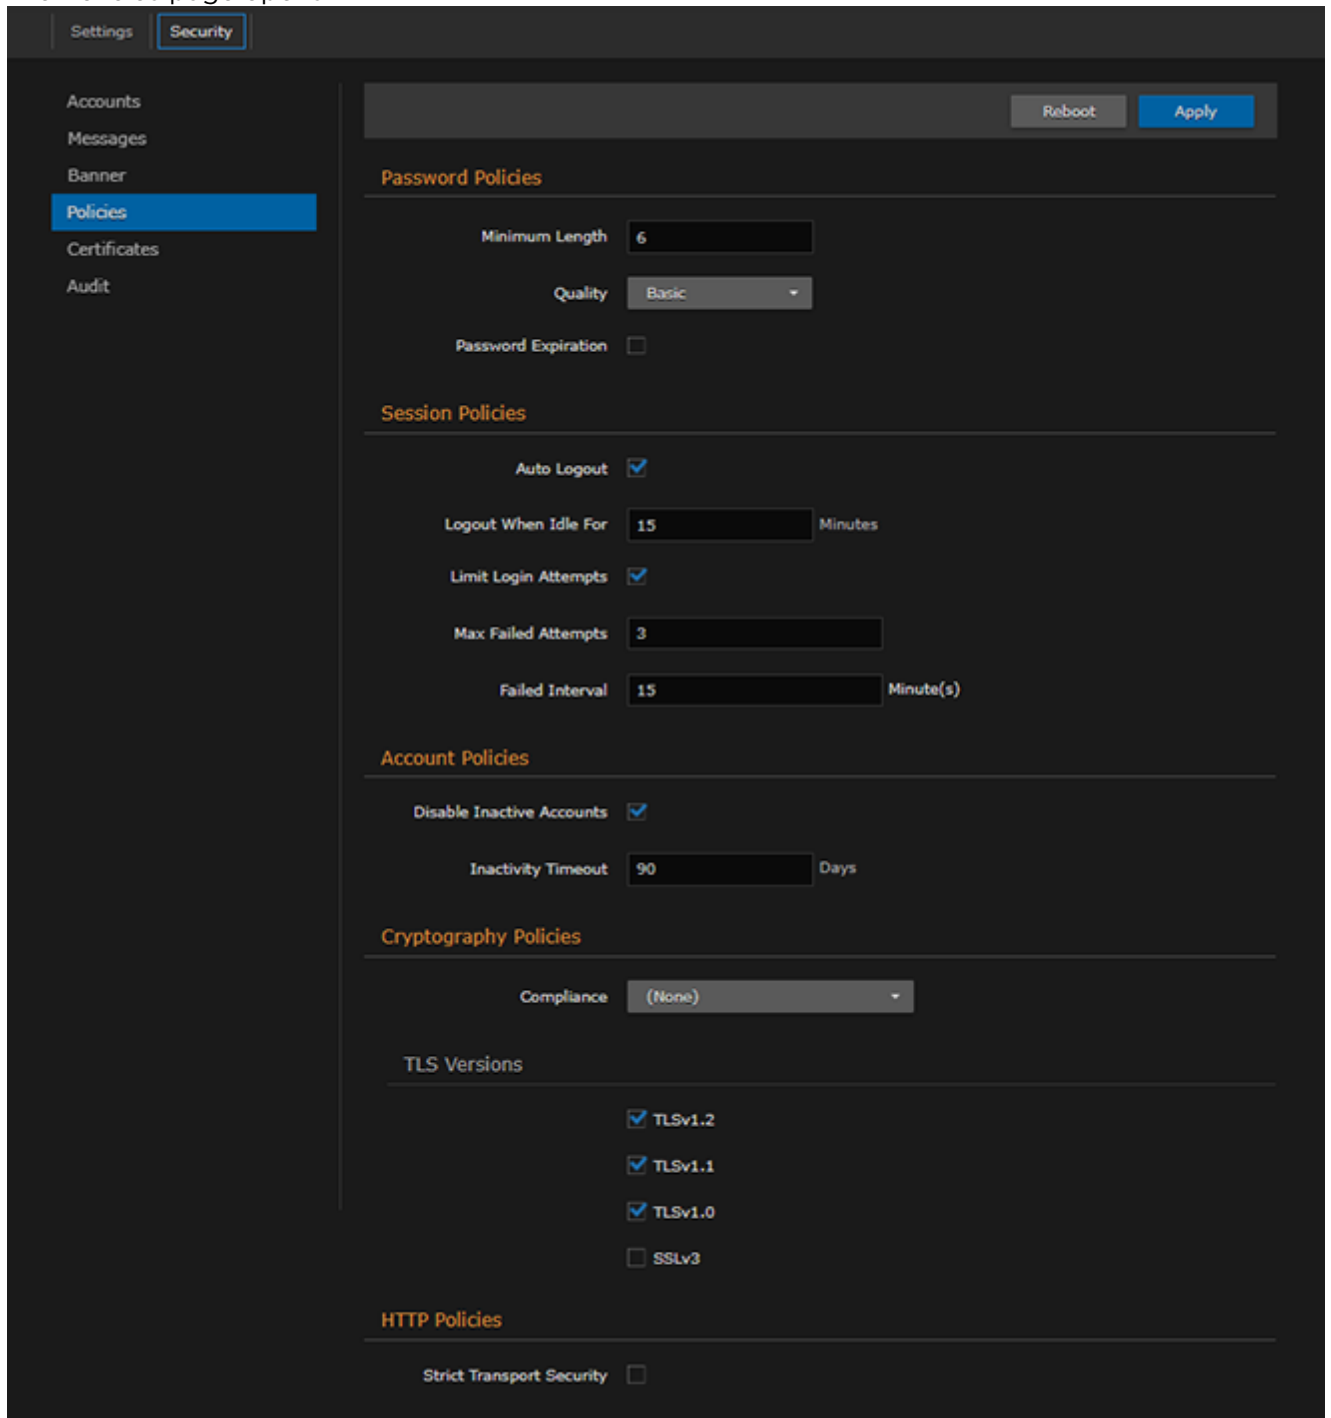 Settings Security
Accounts
Messages
Banner
Policies
Certificates
Audit
Reboot Apply
Password Policies
Minimum Length 6
Quality Basic
Password Expiration
Session Policies
Auto Logout
Logout When Idle For 15 Minutes
Limit Login Attempts
Max Failed Attempts 3
Failed Interval 15 Minute(s)
Account Policies
Disable Inactive Accounts
Inactivity Timeout 90 Days
Cryptography Policies
Compliance (None)
TLS Versions
TLSv1.2
TLSv1.1
TLSv1.0
SSLv3
HTTP Policies
Strict Transport Security